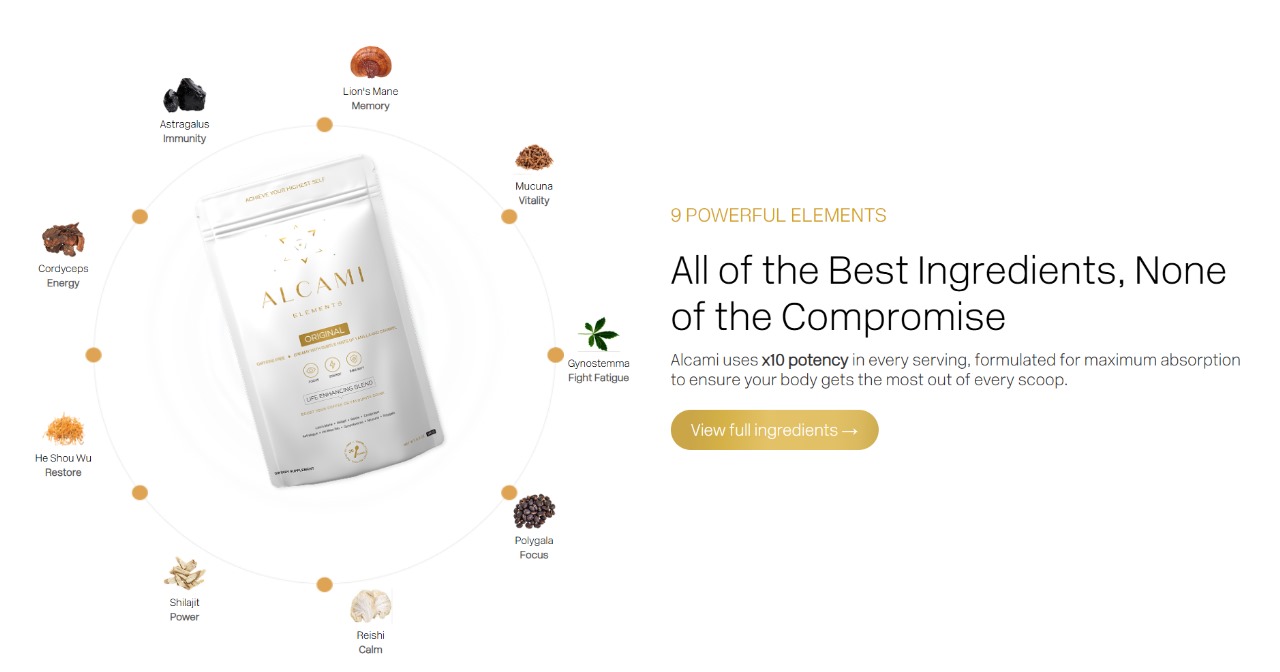 Lion's Mane
Memory
Astragalus
Immunity
Mucuna
Vitality
Cordyceps
Energy
Gynostemma
Fight Fatigue
He Shou Wu
Restore
Polygala
Focus
Shilajit
Power
Reishi
Calm
ACHIEVE YOUR HIGHEST SELF
ALCAMI
ELEMENTS
ORIGINAL
LIFE ENHANCING BLEND
DIETARY SUPPLEMENT
9 POWERFUL ELEMENTS
All of the Best Ingredients, None
of the Compromise
Alcami uses x10 potency in every serving, formulated for maximum absorption
to ensure your body gets the most out of every scoop.
View full ingredients →